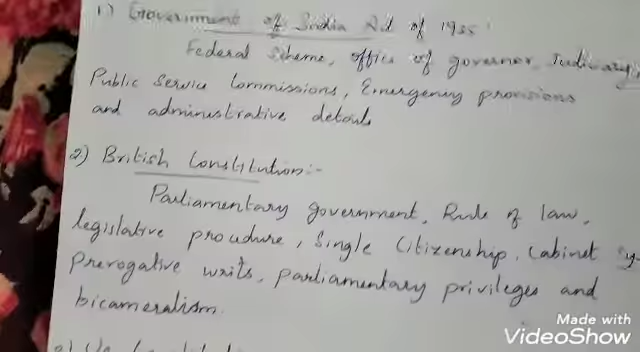 1.) Government of India Act of 1935:
Federal Scheme, office of governor, Judiciary,
Public Service Commissions, Emergency provisions
and administrative details
2) British Constitution:-
Parliamentary government, Rule of law,
legislative procedure, Single Citizenship, Cabinet
Prerogative writs, parliamentary privileges and
bicameralism.
Made with
VideoShow